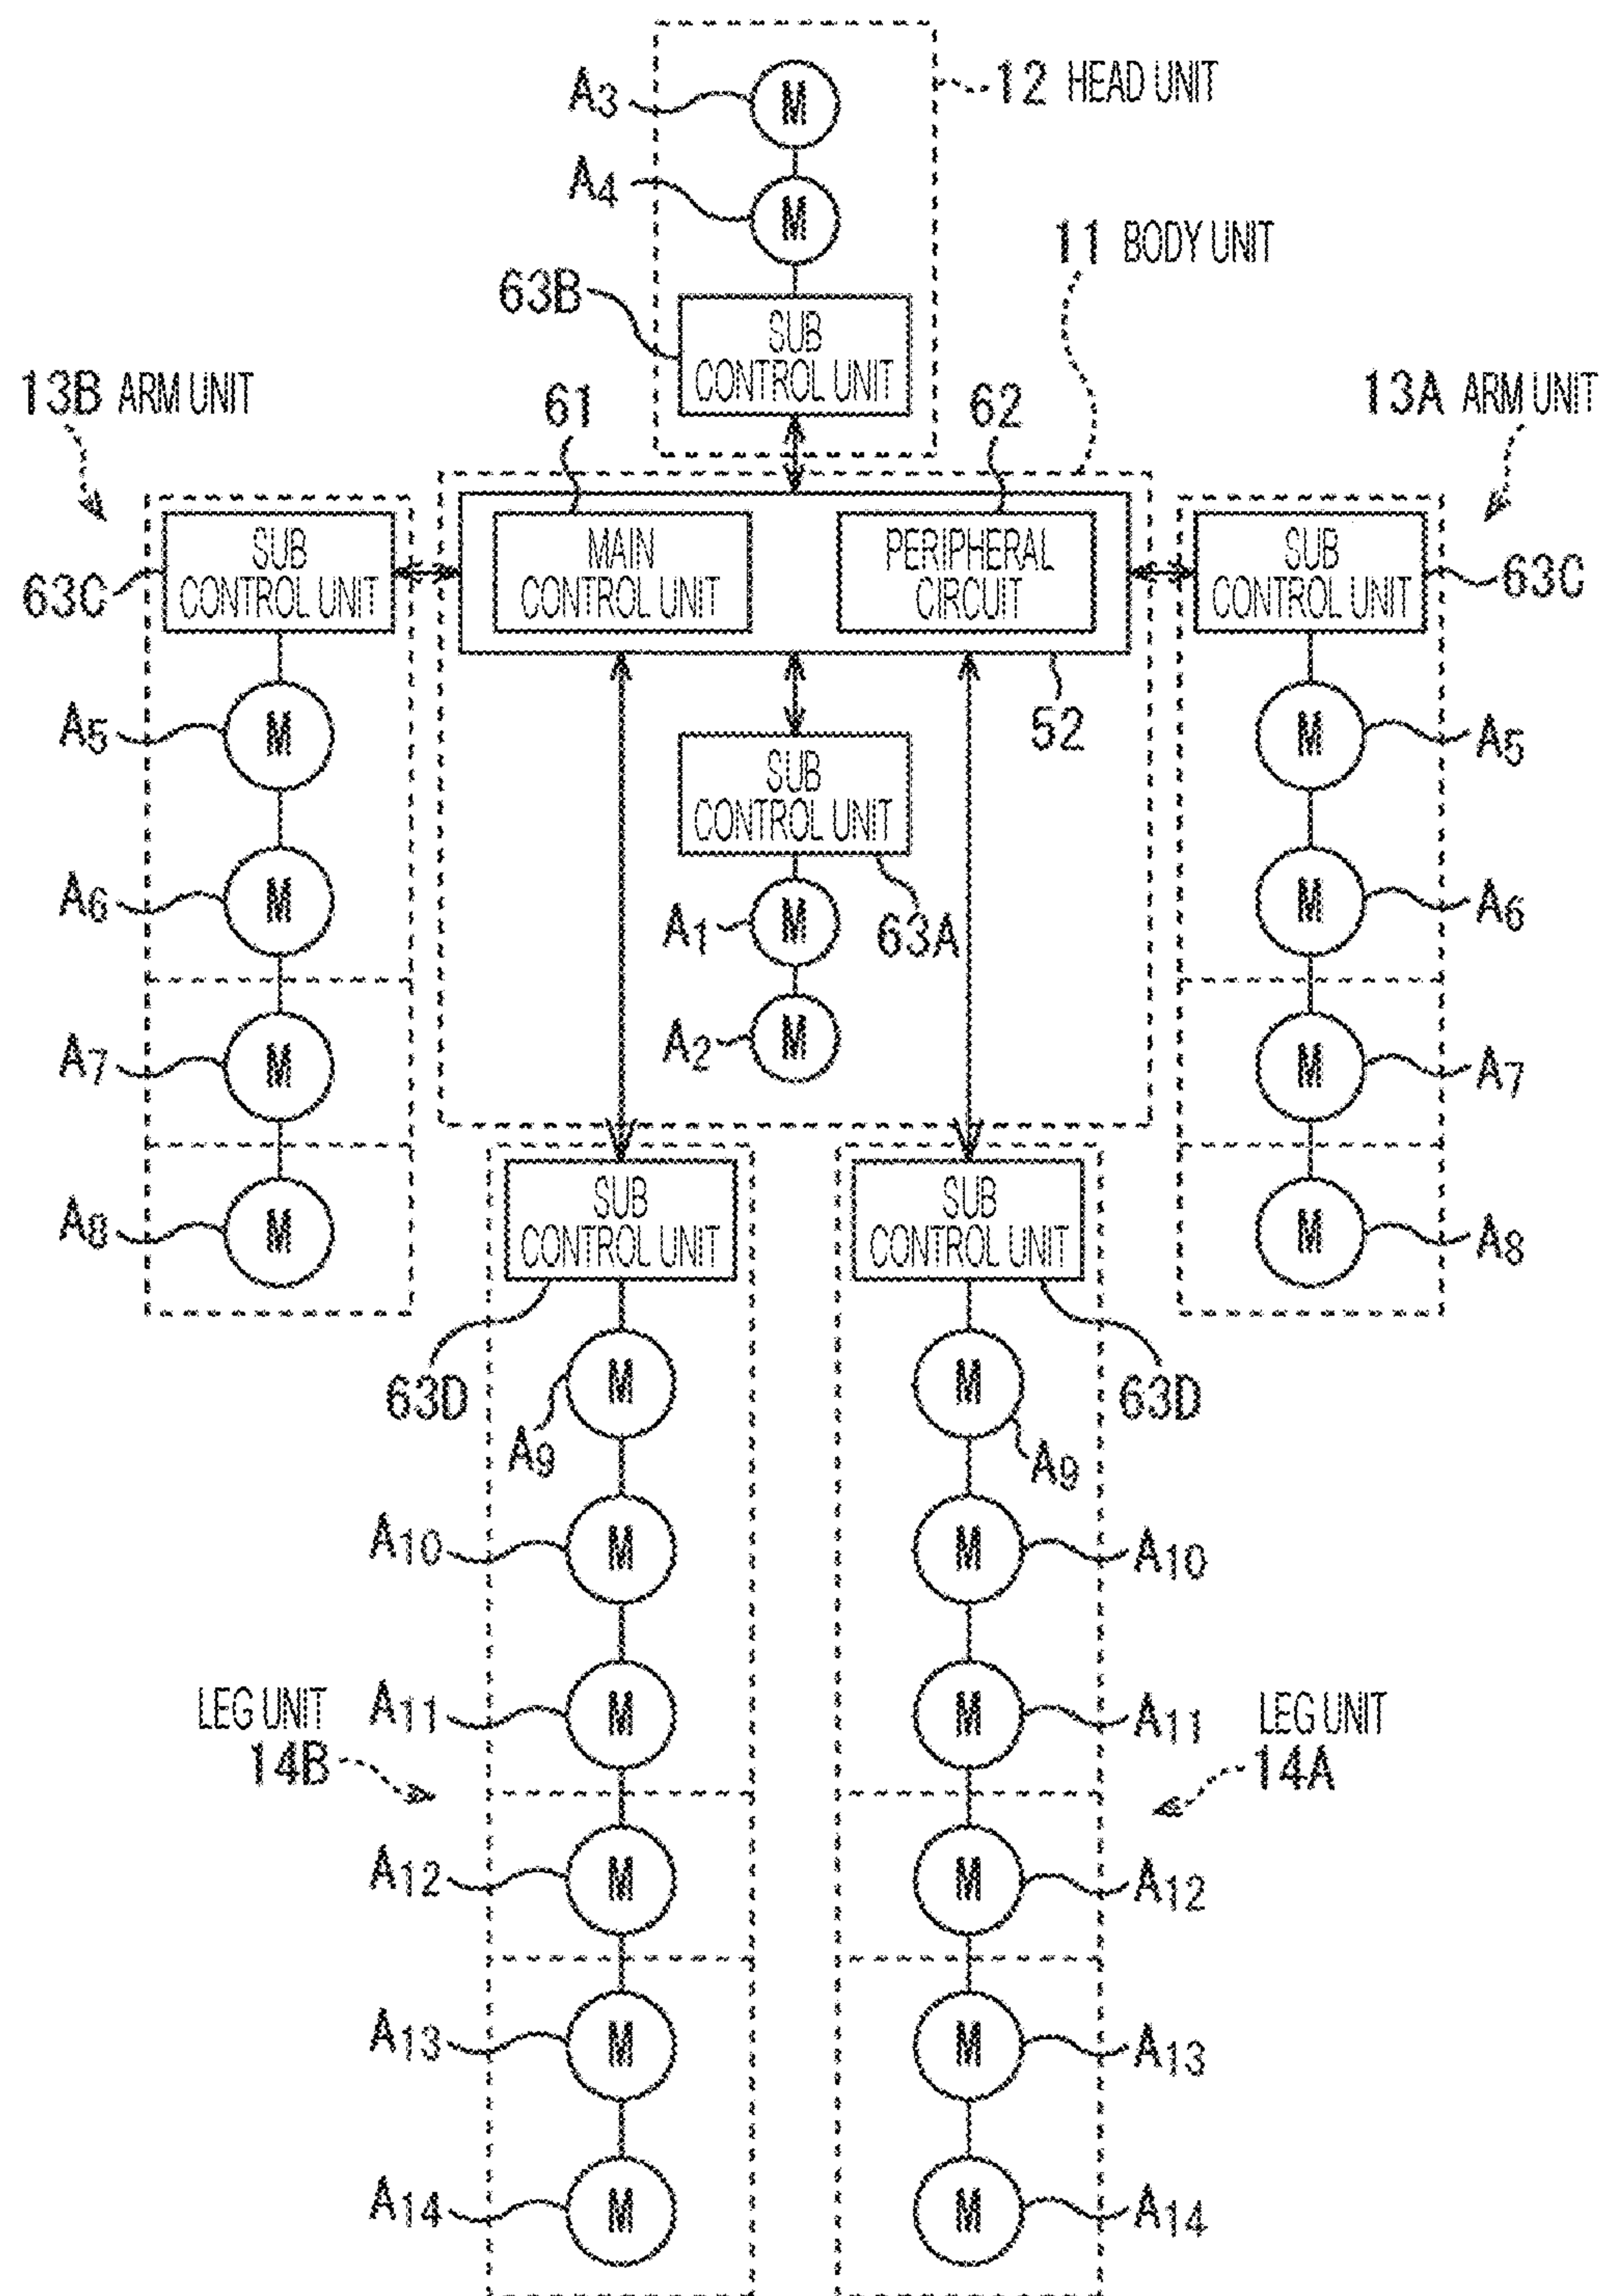 A3
M
12 HEAD UNIT
A4
M
11 BODY UNIT
63B
SUB
CONTROL UNIT
13B ARM UNIT
61
62
13A ARM UNIT
SUB
CONTROL UNIT
63C
MAIN
CONTROL UNIT
PERIPHERAL
CIRCUIT
SUB
CONTROL UNIT
63C
52
A5
M
SUB
CONTROL UNIT
M
A5
A6
M
A1
M
63A
M
A6
A2
M
A7
M
M
A7
A8
M
SUB
CONTROL UNIT
SUB
CONTROL UNIT
M
A8
63D
M
M
63D
A9
A9
A10
M
M
A10
LEG UNIT
14B
A11
M
M
A11
LEG UNIT
14A
A12
M
M
A12
A13
M
M
A13
A14
M
M
A14